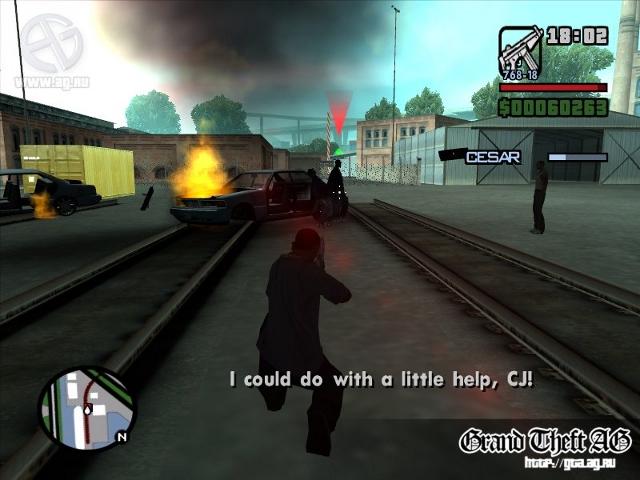 AG
www.ag.ru
18:02
768-18
$00060263
CESAR
I could do with a little help, CJ!
N
Grand Theft AG
http://gta.ag.ru